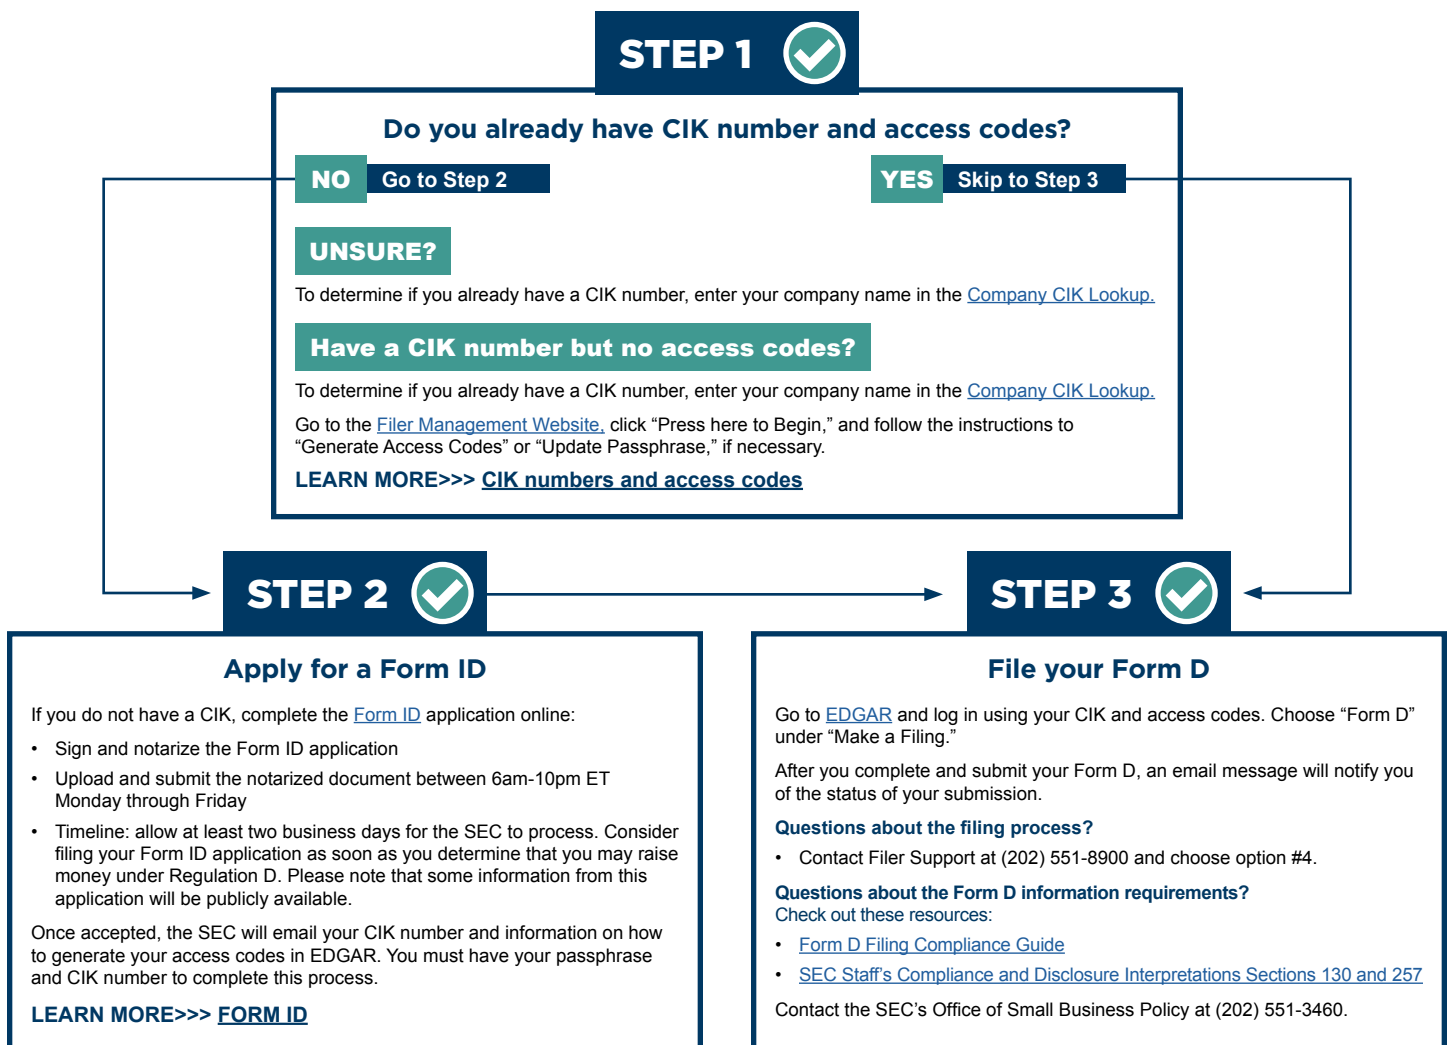 STEP 1
Do you already have CIK number and access codes?
NO Go to Step 2
YES Skip to Step 3
UNSURE?
To determine if you already have a CIK number, enter your company name in the Company CIK Lookup.
Have a CIK number but no access codes?
To determine if you already have a CIK number, enter your company name in the Company CIK Lookup.
Go to the Filer Management Website, click “Press here to Begin,” and follow the instructions to
“Generate Access Codes” or “Update Passphrase,” if necessary.
LEARN MORE>>> CIK numbers and access codes
STEP 2
Apply for a Form ID
If you do not have a CIK, complete the Form ID application online:
• Sign and notarize the Form ID application
• Upload and submit the notarized document between 6am-10pm ET
Monday through Friday
• Timeline: allow at least two business days for the SEC to process. Consider
filing your Form ID application as soon as you determine that you may raise
money under Regulation D. Please note that some information from this
application will be publicly available.
Once accepted, the SEC will email your CIK number and information on how
to generate your access codes in EDGAR. You must have your passphrase
and CIK number to complete this process.
LEARN MORE>>> FORM ID
STEP 3
File your Form D
Go to EDGAR and log in using your CIK and access codes. Choose “Form D”
under “Make a Filing.”
After you complete and submit your Form D, an email message will notify you
of the status of your submission.
Questions about the filing process?
• Contact Filer Support at (202) 551-8900 and choose option #4.
Questions about the Form D information requirements?
Check out these resources:
• Form D Filing Compliance Guide
• SEC Staff’s Compliance and Disclosure Interpretations Sections 130 and 257
Contact the SEC’s Office of Small Business Policy at (202) 551-3460.